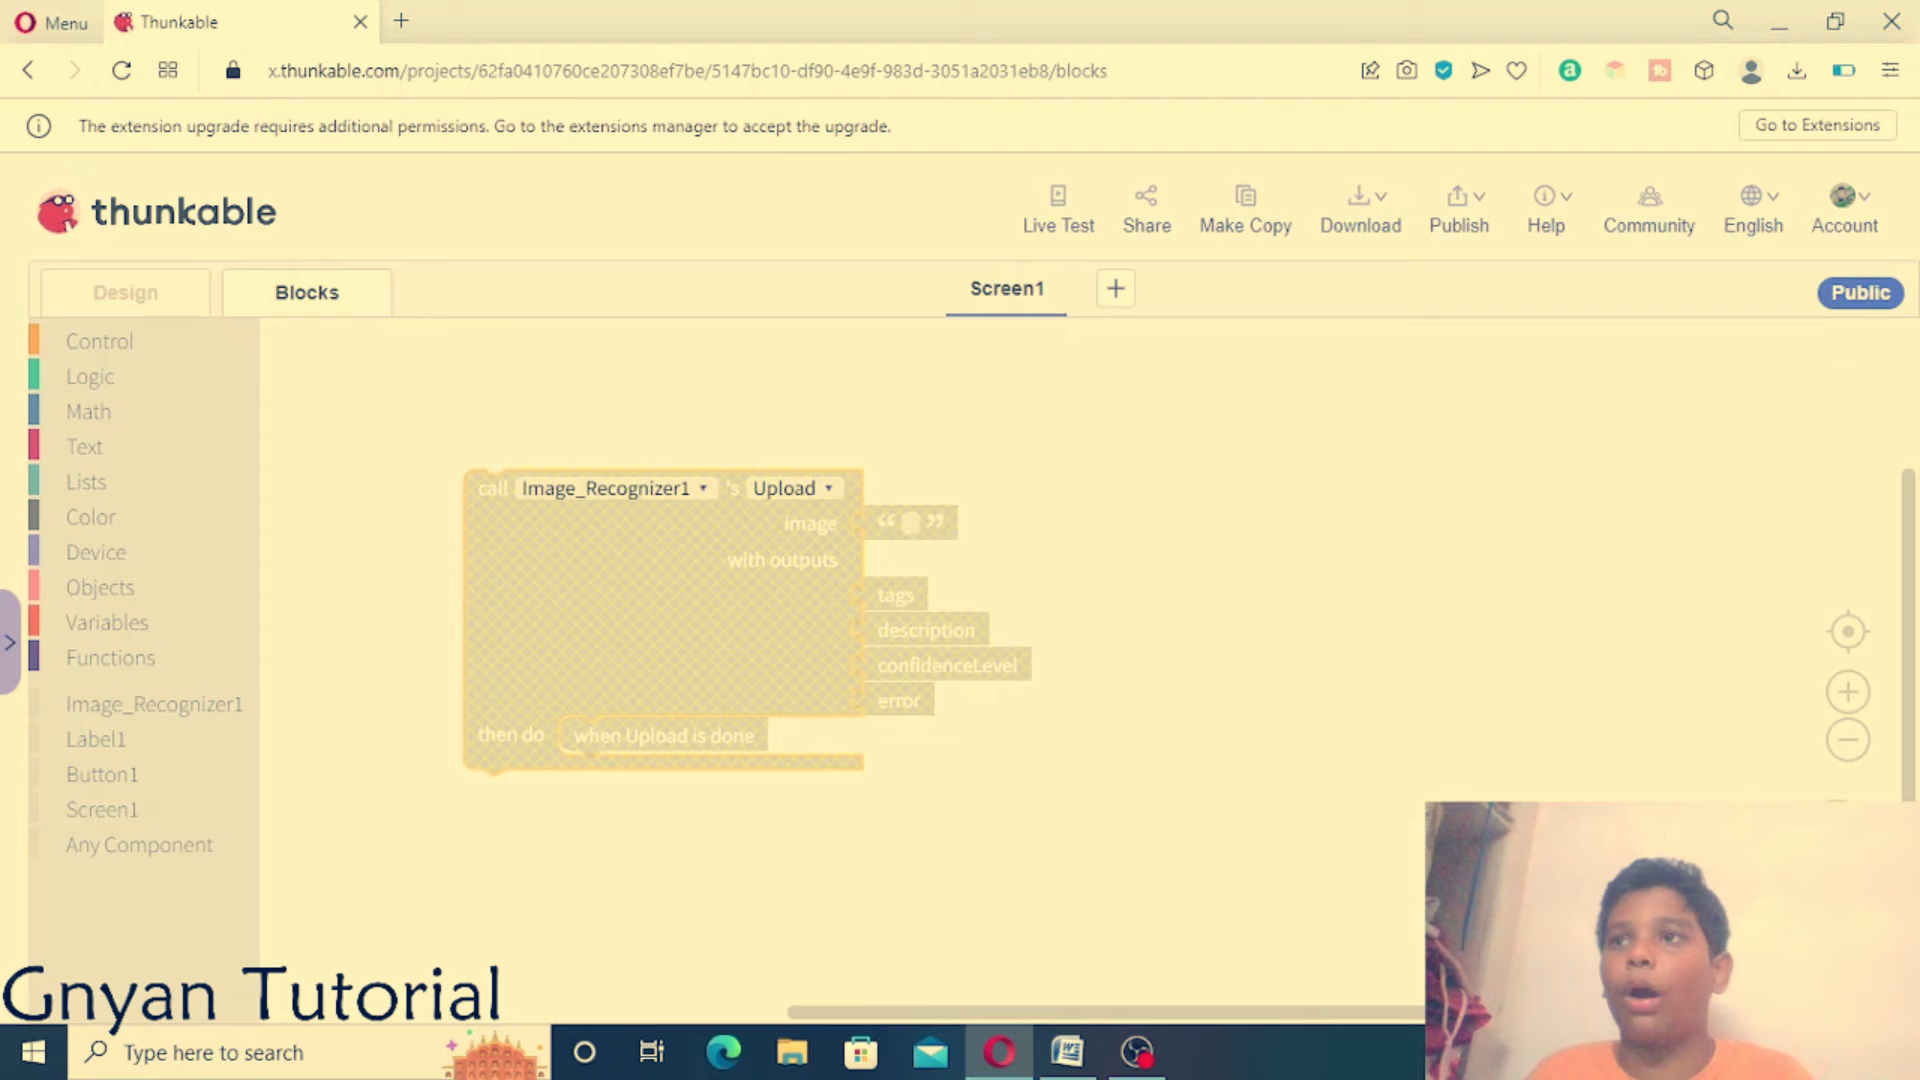 Menu
Thunkable
x.thunkable.com/projects/62fa0410760ce207308ef7be/5147bc10-df90-4e9f-983d-3051a2031eb8/blocks
The extension upgrade requires additional permissions. Go to the extensions manager to accept the upgrade.
Go to Extensions
thunkable
Live Test
Share
Make Copy
Download
Publish
Help
Community
English
Account
Design
Blocks
Screen1
Public
Control
Logic
Math
Text
Lists
Color
Device
Objects
Variables
Functions
Image_Recognizer1
Label1
Button1
Screen1
Any Component
call Image_Recognizer1 's Upload
image “ ”
with outputs
tags
description
confidenceLevel
error
then do when Upload is done
Gnyan Tutorial
Type here to search